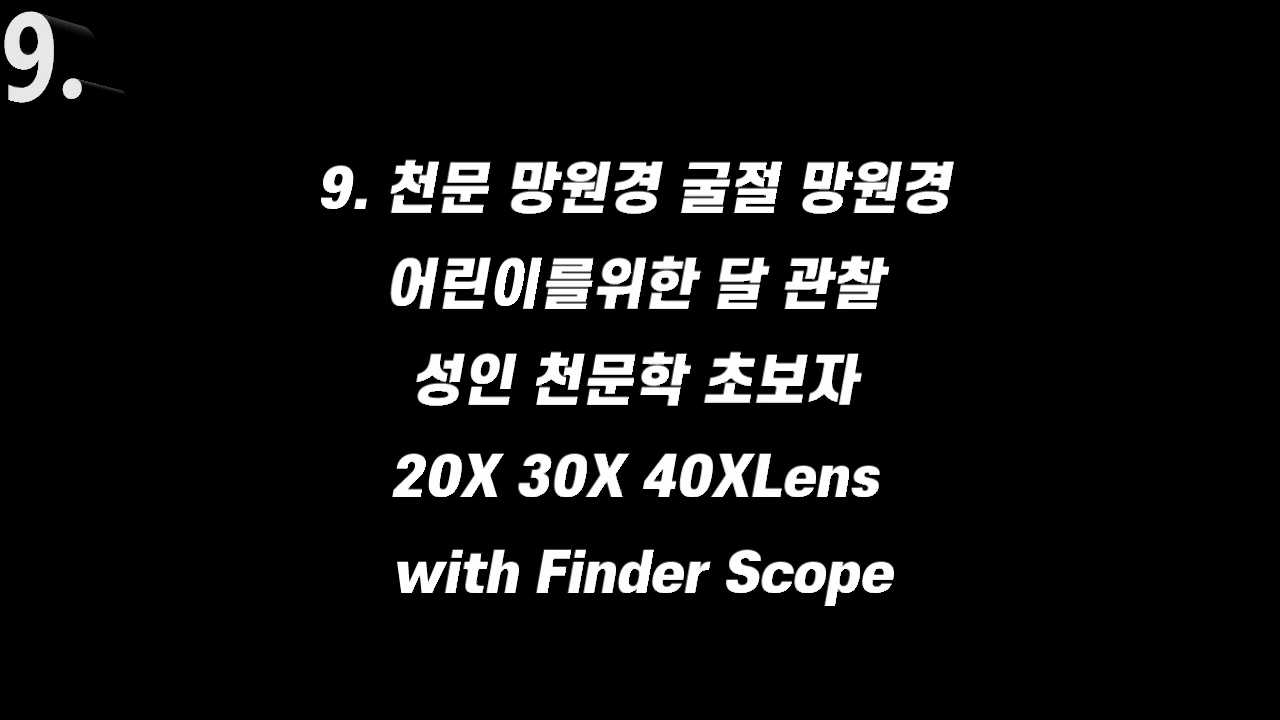 9.
9. 천문 망원경 굴절 망원경
어린이를위한 달 관찰
성인 천문학 초보자
20X 30X 40XLens
with Finder Scope